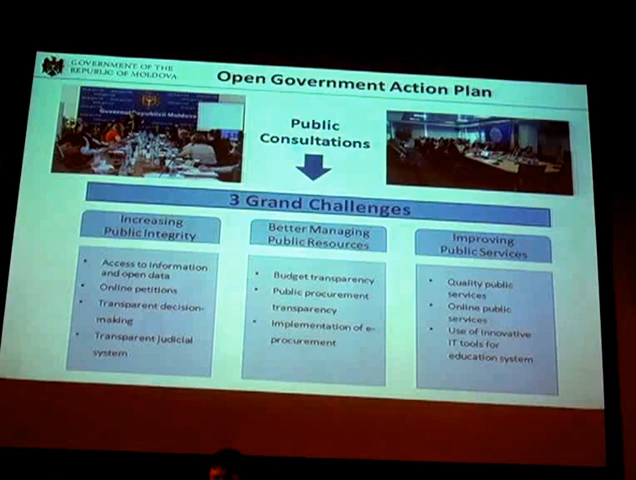 GOVERNMENT OF THE
REPUBLIC OF MOLDOVA
Open Government Action Plan
Guvernul Republicii Moldova
Public
Consultations
3 Grand Challenges
Increasing
Public Integrity
Access to information
and open data
Online petitions
Transparent decision-
making
Transparent Judicial
system
Better Managing
Public Resources
Budget transparency
Public procurement
transparency
Implementation of e-
procurement
Improving
Public Services
Quality public
services
Online public
services
Use of innovative
IT tools for
education system